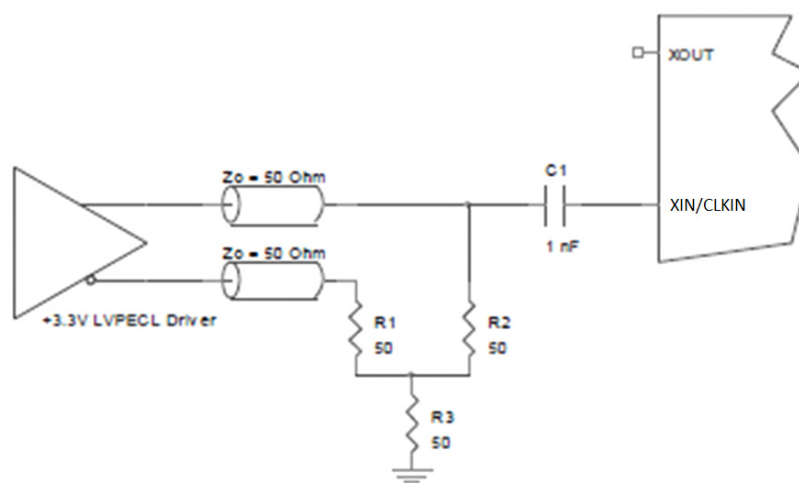 XOUT
Zo = 50 Ohm
C1
XIN/CLKIN
1 nF
Zo = 50 Ohm
+3.3V LVPECL Driver
R1
50
R2
50
R3
50